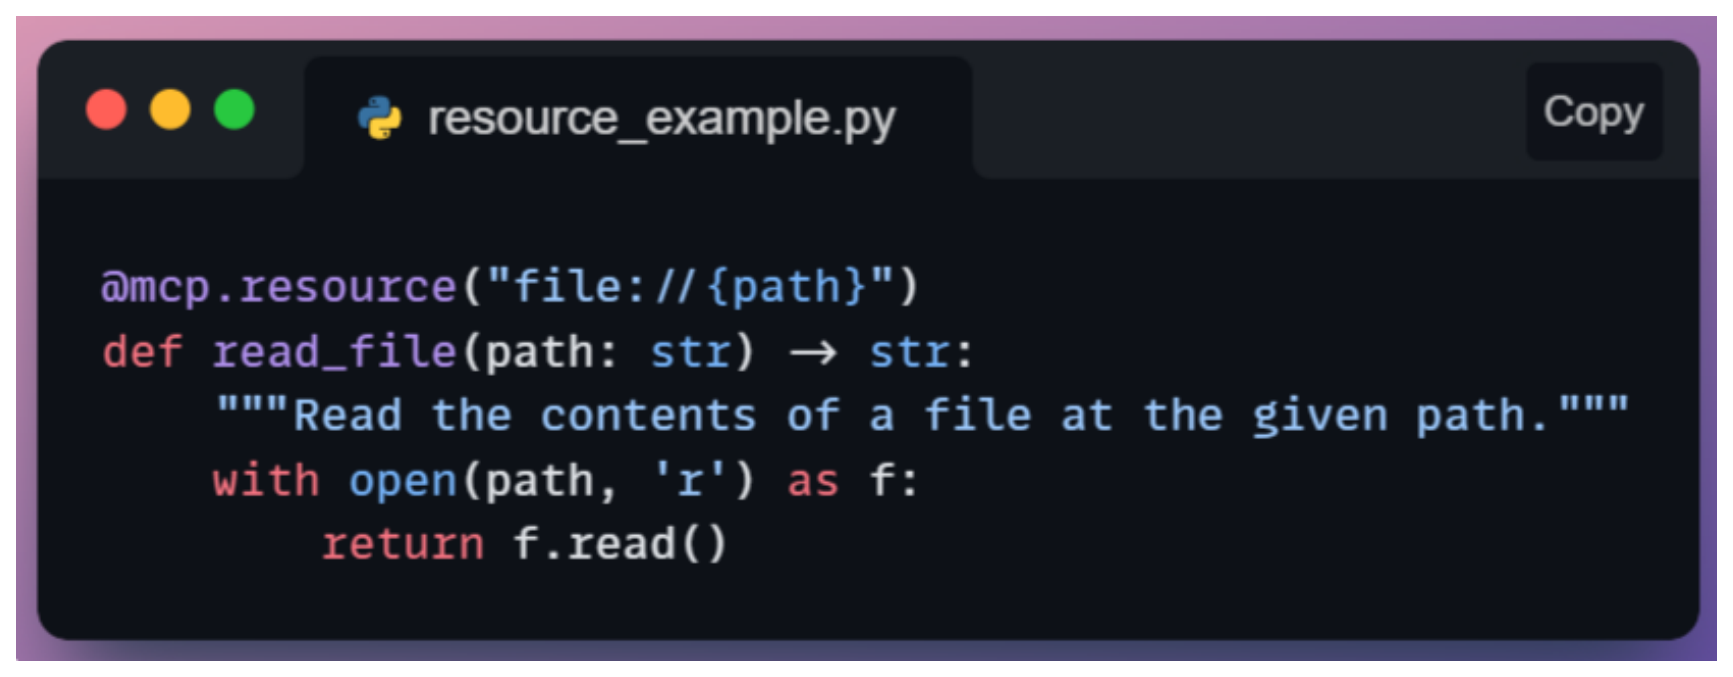 resource_example.py
Copy
@mcp.resource("file://{path}")
def read_file(path: str) -> str:
    """Read the contents of a file at the given path."""
    with open(path, 'r') as f:
        return f.read()